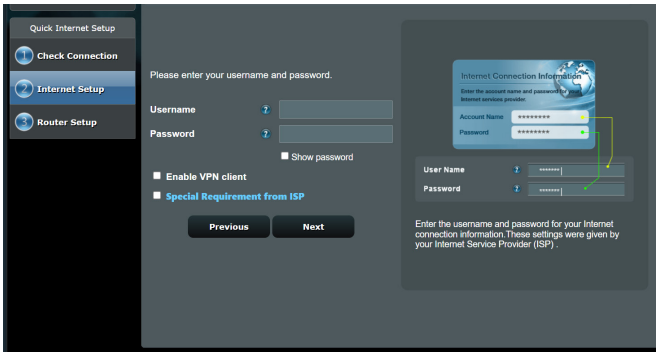 Quick Internet Setup
1 Check Connection
2 Internet Setup
3 Router Setup
Please enter your username and password.
Username ?
Password ?
Show password
Enable VPN client
Special Requirement from ISP
Previous Next
Internet Connection Information
Enter the account name and password for your
Internet services provider.
Account Name ********
Password ********
User Name ? *******|
Password ? ******|
Enter the username and password for your Internet
connection information.These settings were given by
your Internet Service Provider (ISP) .